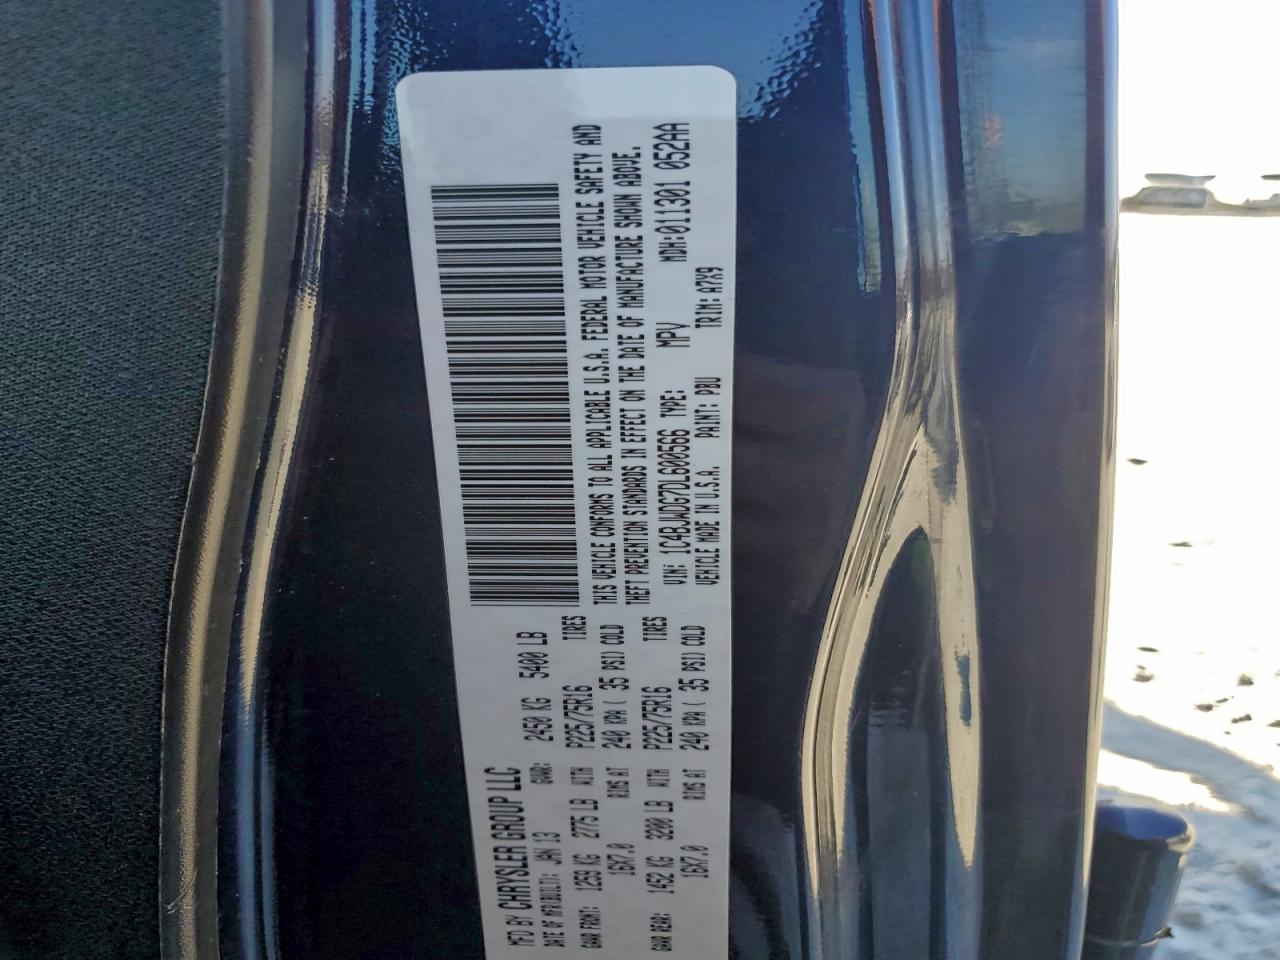 MFD BY CHRYSLER GROUP LLC
DATE OF MFR(BUILT): JAN 13 GVWR: 2450 KG 5400 LB
GAWR FRONT: 1259 KG 2775 LB WITH P225/75R16 TIRES
16X7.0 RIMS AT 240 KPA ( 35 PSI) COLD
GAWR REAR: 1452 KG 3200 LB WITH P225/75R16 TIRES
16X7.0 RIMS AT 240 KPA ( 35 PSI) COLD
THIS VEHICLE CONFORMS TO ALL APPLICABLE U.S.A. FEDERAL MOTOR VEHICLE SAFETY AND
THEFT PREVENTION STANDARDS IN EFFECT ON THE DATE OF MANUFACTURE SHOWN ABOVE.
VIN: 1C4BJWDG7DL600566 TYPE: MPV MDH:011301 052AA
VEHICLE MADE IN U.S.A. PAINT: PBU TRIM: A7X9